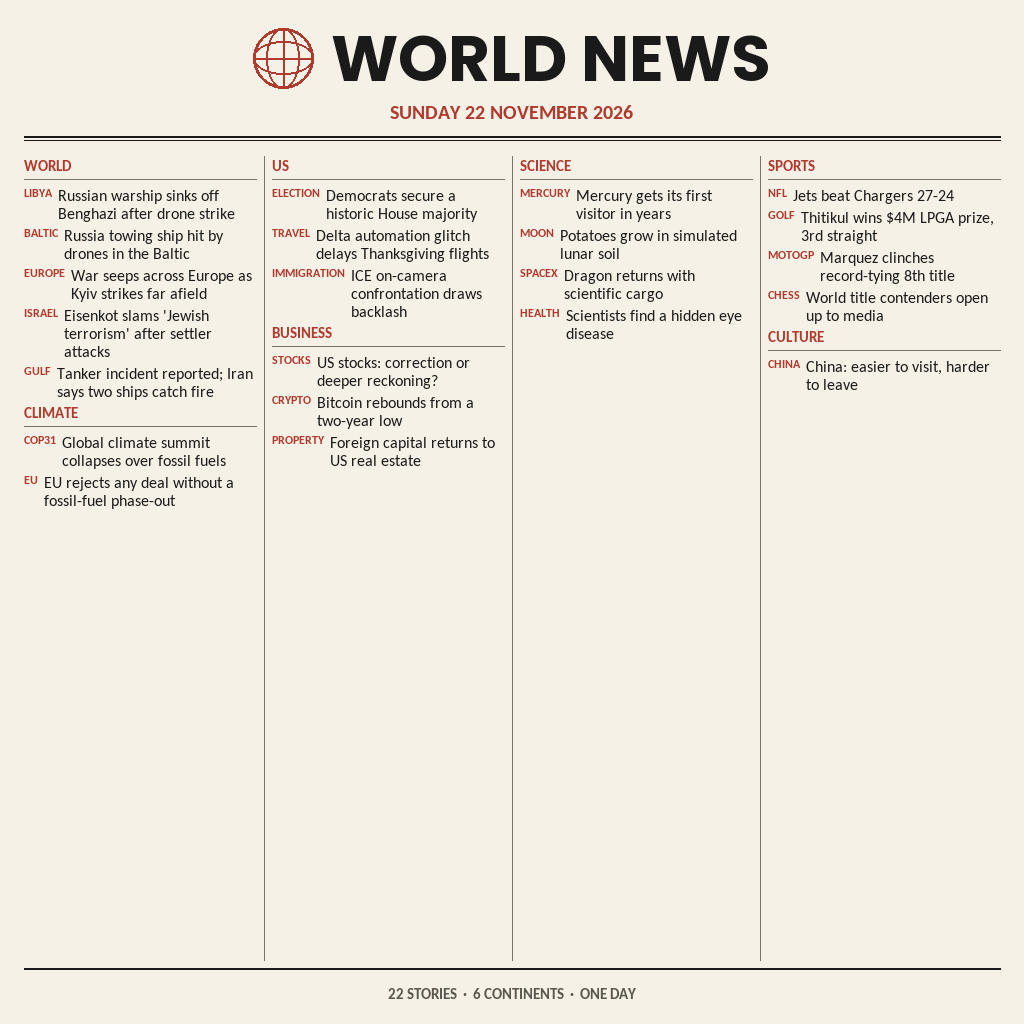 WORLD NEWS
SUNDAY 22 NOVEMBER 2026
WORLD
LIBYA Russian warship sinks off
Benghazi after drone strike
BALTIC Russia towing ship hit by
drones in the Baltic
EUROPE War seeps across Europe as
Kyiv strikes far afield
ISRAEL Eisenkot slams 'Jewish
terrorism' after settler
attacks
GULF Tanker incident reported; Iran
says two ships catch fire
CLIMATE
COP31 Global climate summit
collapses over fossil fuels
EU EU rejects any deal without a
fossil-fuel phase-out
US
ELECTION Democrats secure a
historic House majority
TRAVEL Delta automation glitch
delays Thanksgiving flights
IMMIGRATION ICE on-camera
confrontation draws
backlash
BUSINESS
STOCKS US stocks: correction or
deeper reckoning?
CRYPTO Bitcoin rebounds from a
two-year low
PROPERTY Foreign capital returns to
US real estate
SCIENCE
MERCURY Mercury gets its first
visitor in years
MOON Potatoes grow in simulated
lunar soil
SPACEX Dragon returns with
scientific cargo
HEALTH Scientists find a hidden eye
disease
SPORTS
NFL Jets beat Chargers 27-24
GOLF Thitikul wins $4M LPGA prize,
3rd straight
MOTOGP Marquez clinches
record-tying 8th title
CHESS World title contenders open
up to media
CULTURE
CHINA China: easier to visit, harder
to leave
22 STORIES · 6 CONTINENTS · ONE DAY